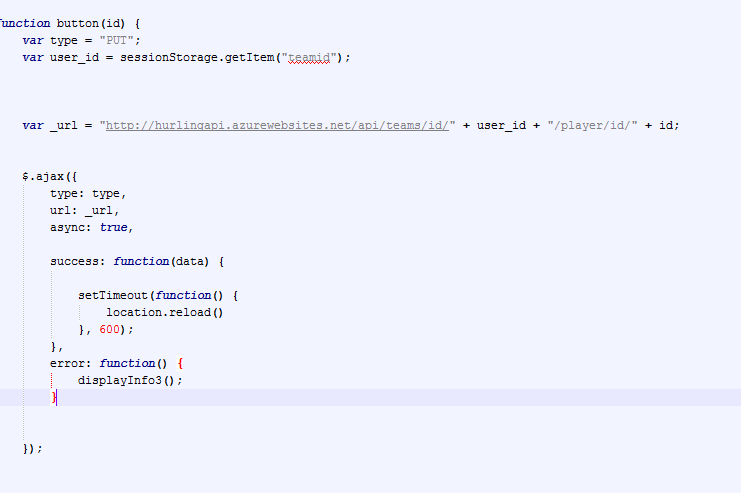 function button(id) {
var type = "PUT";
var user_id = sessionStorage.getItem("teamid");
var _url = "http://hurlingapi.azurewebsites.net/api/teams/id/" + user_id + "/player/id/" + id;
$.ajax({
type: type,
url: _url,
async: true,
success: function(data) {
setTimeout(function() {
location.reload()
}, 600);
},
error: function() {
displayInfo3();
}
});